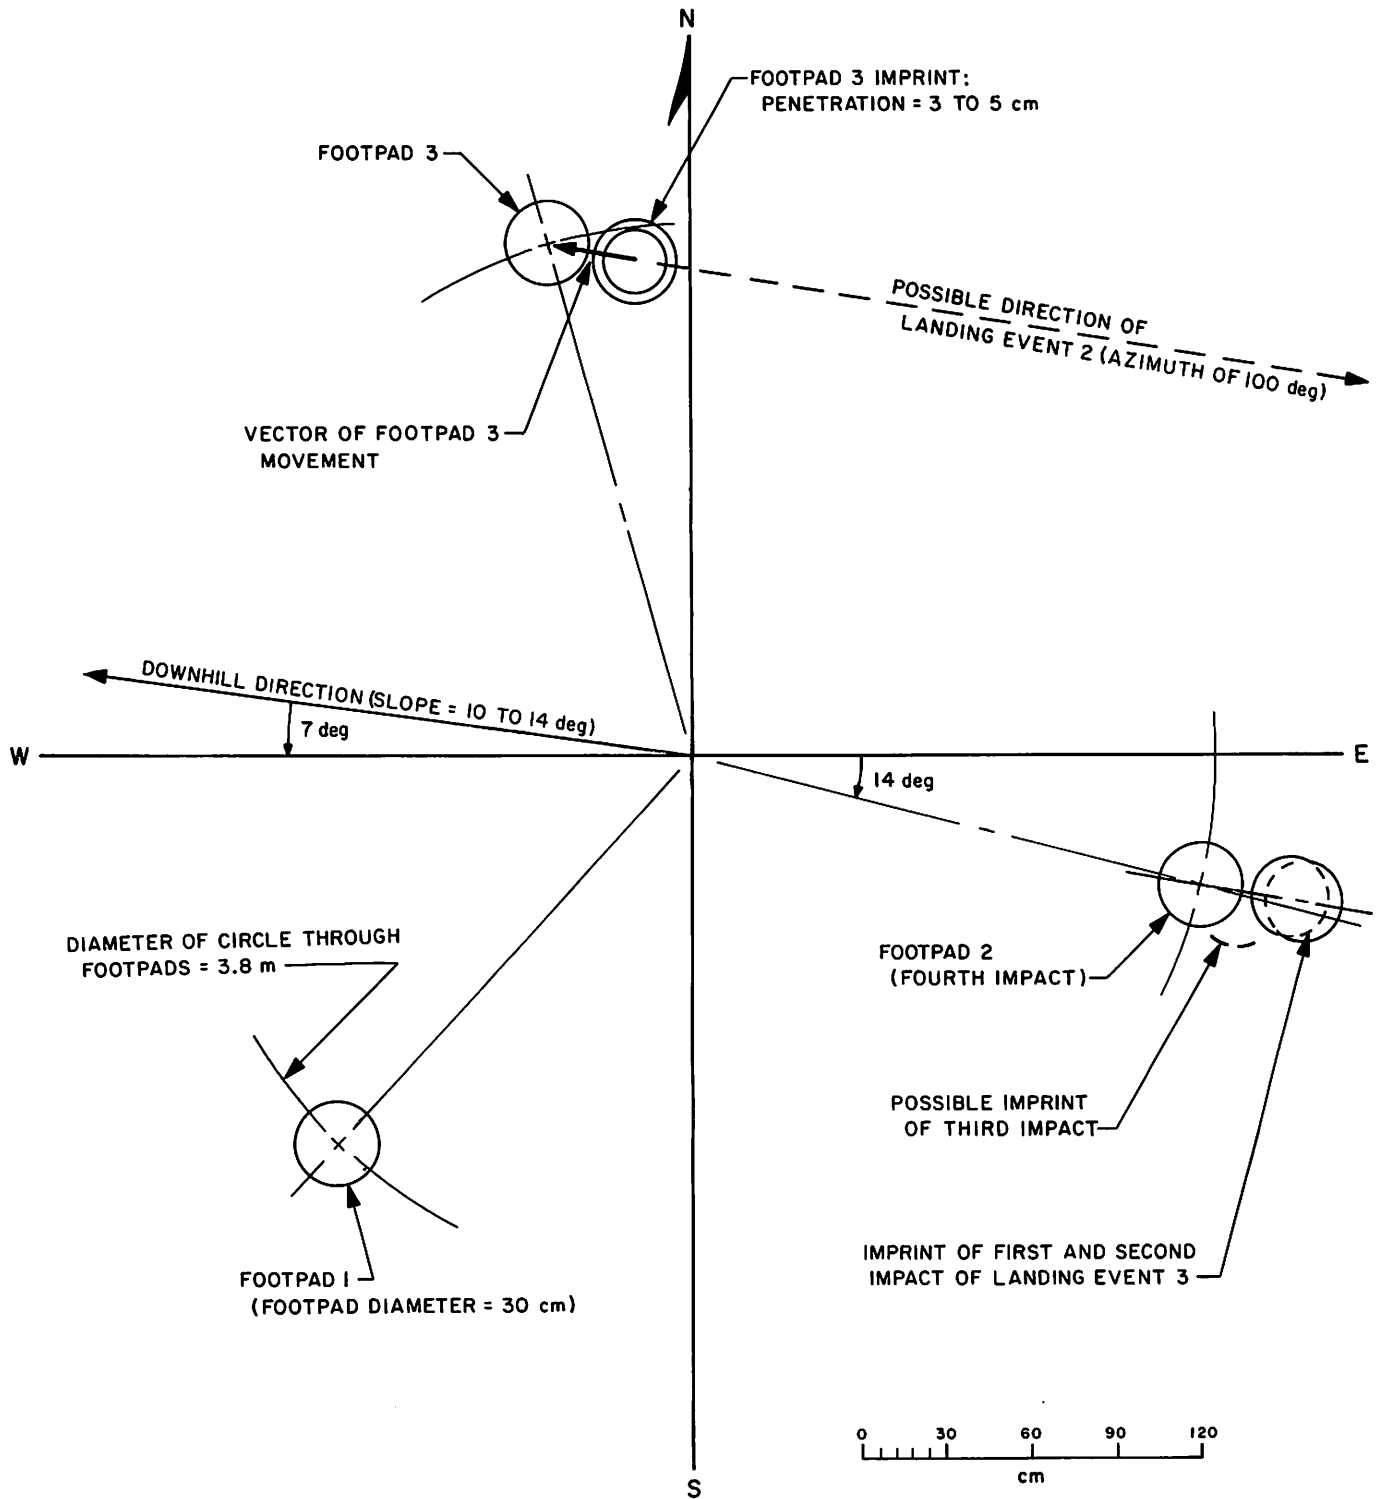 N
FOOTPAD 3 IMPRINT:
PENETRATION = 3 TO 5 cm
FOOTPAD 3
POSSIBLE DIRECTION OF
LANDING EVENT 2 (AZIMUTH OF 100 deg)
VECTOR OF FOOTPAD 3
MOVEMENT
DOWNHILL DIRECTION (SLOPE = 10 TO 14 deg)
7 deg
W
E
14 deg
DIAMETER OF CIRCLE THROUGH
FOOTPADS = 3.8 m
FOOTPAD 2
(FOURTH IMPACT)
POSSIBLE IMPRINT
OF THIRD IMPACT
IMPRINT OF FIRST AND SECOND
IMPACT OF LANDING EVENT 3
FOOTPAD 1
(FOOTPAD DIAMETER = 30 cm)
0 30 60 90 120
cm
S